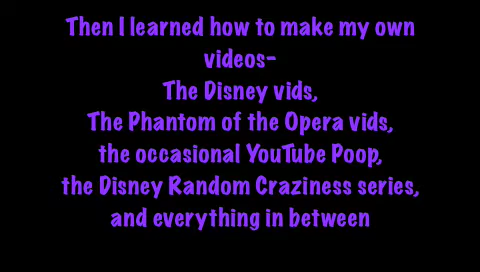 Then I learned how to make my own
videos-
The Disney vids,
The Phantom of the Opera vids,
the occasional YouTube Poop,
the Disney Random Craziness series,
and everything in between